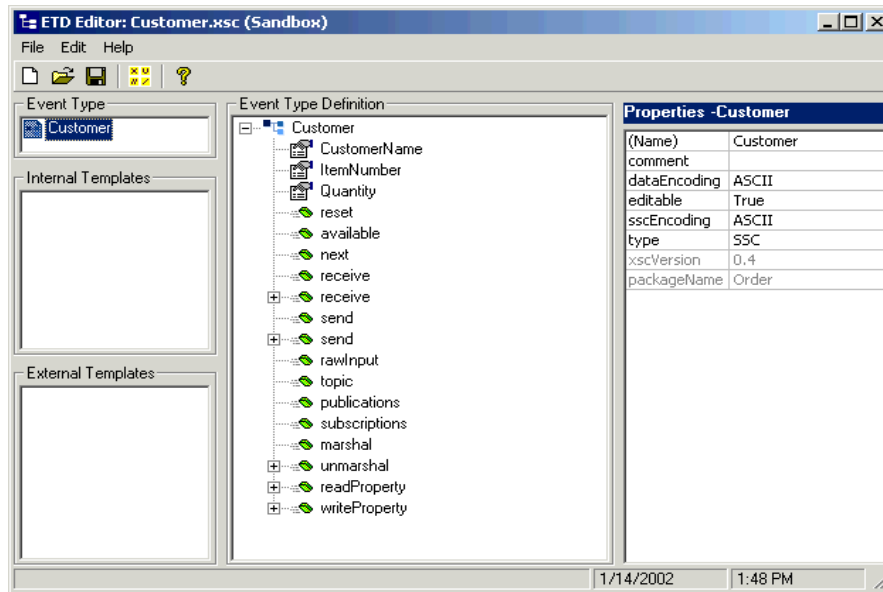 ETD Editor: Customer.xsc (Sandbox)
File Edit Help
Event Type
Customer
Internal Templates
External Templates
Event Type Definition
Customer
CustomerName
ItemNumber
Quantity
reset
available
next
receive
receive
send
send
rawInput
topic
publications
subscriptions
marshal
unmarshal
readProperty
writeProperty
Properties -Customer
(Name) Customer
comment
dataEncoding ASCII
editable True
sscEncoding ASCII
type SSC
xscVersion 0.4
packageName Order
1/14/2002 1:48 PM